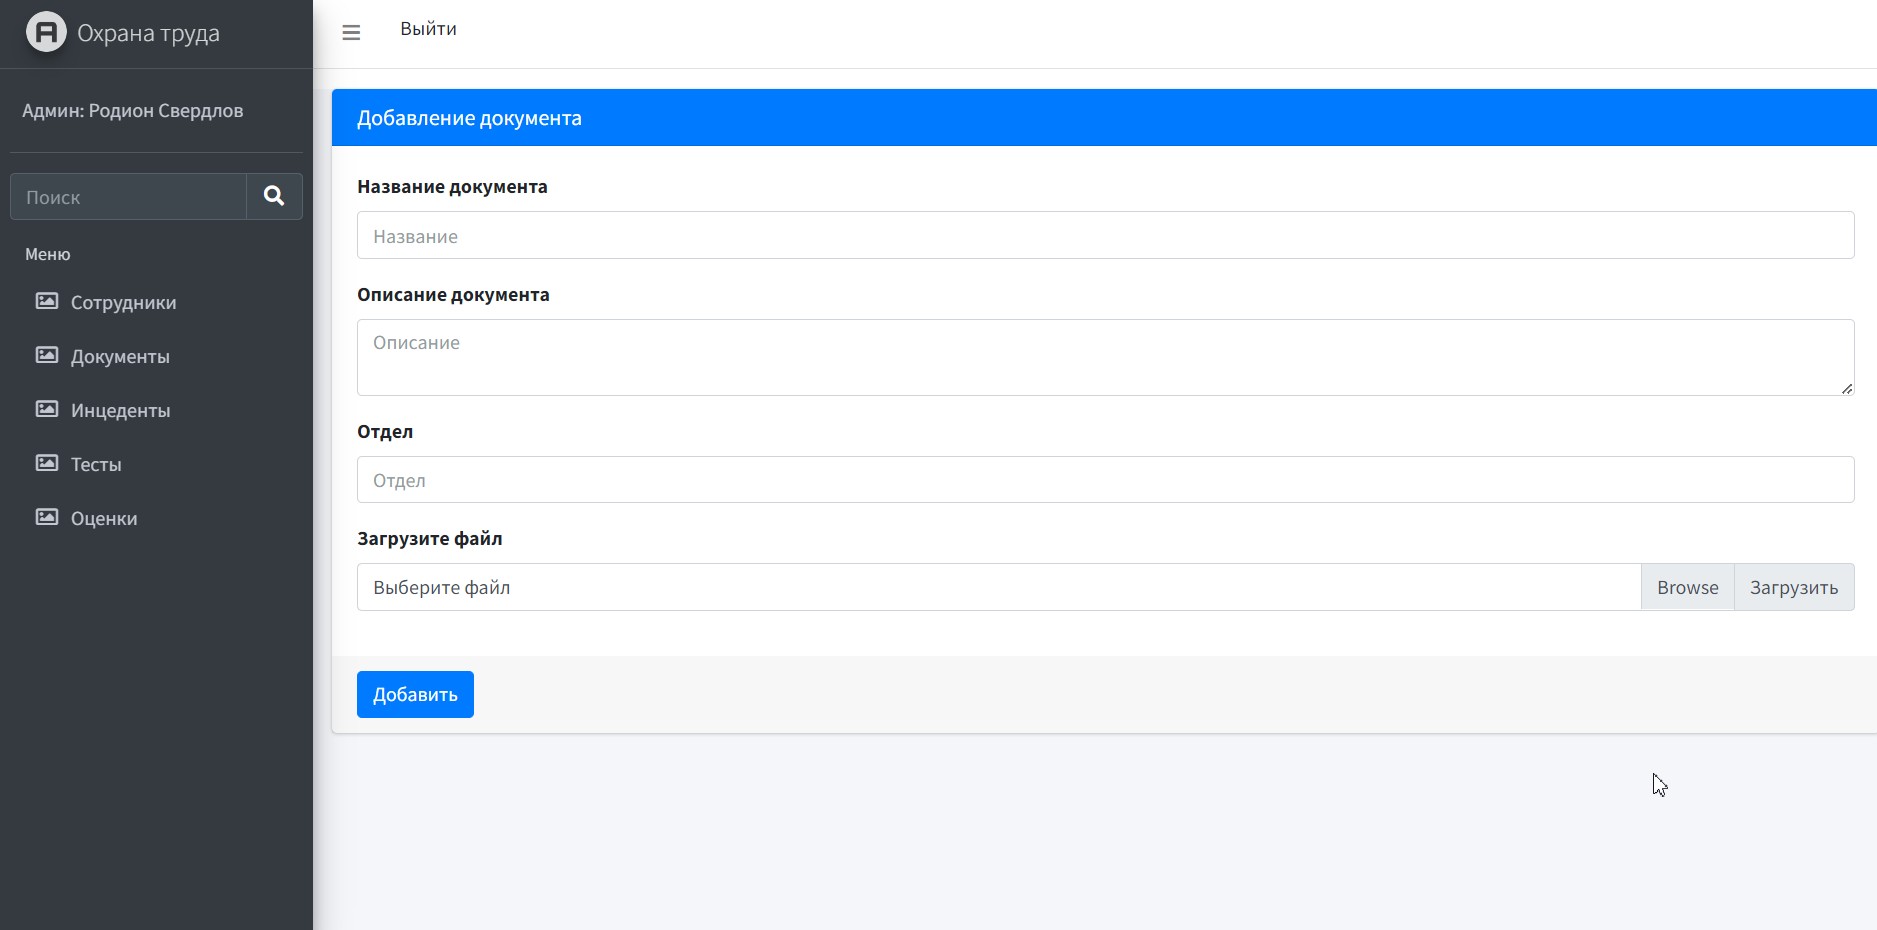 Охрана труда
Выйти
Админ: Родион Свердлов
Поиск
Меню
Сотрудники
Документы
Инцеденты
Тесты
Оценки
Добавление документа
Название документа
Название
Описание документа
Описание
Отдел
Отдел
Загрузите файл
Выберите файл Browse Загрузить
Добавить